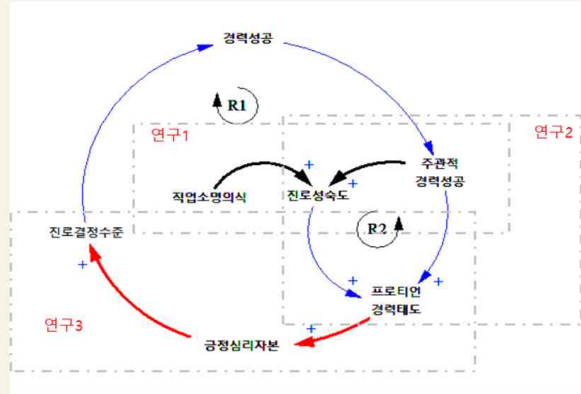 경력성공
R1
연구1
연구2
+
주관적
경력성공
+
직업소명의식
진로성숙도
진로결정수준
R2
+
+
+
프로티언
경력태도
연구3
+
긍정심리자본